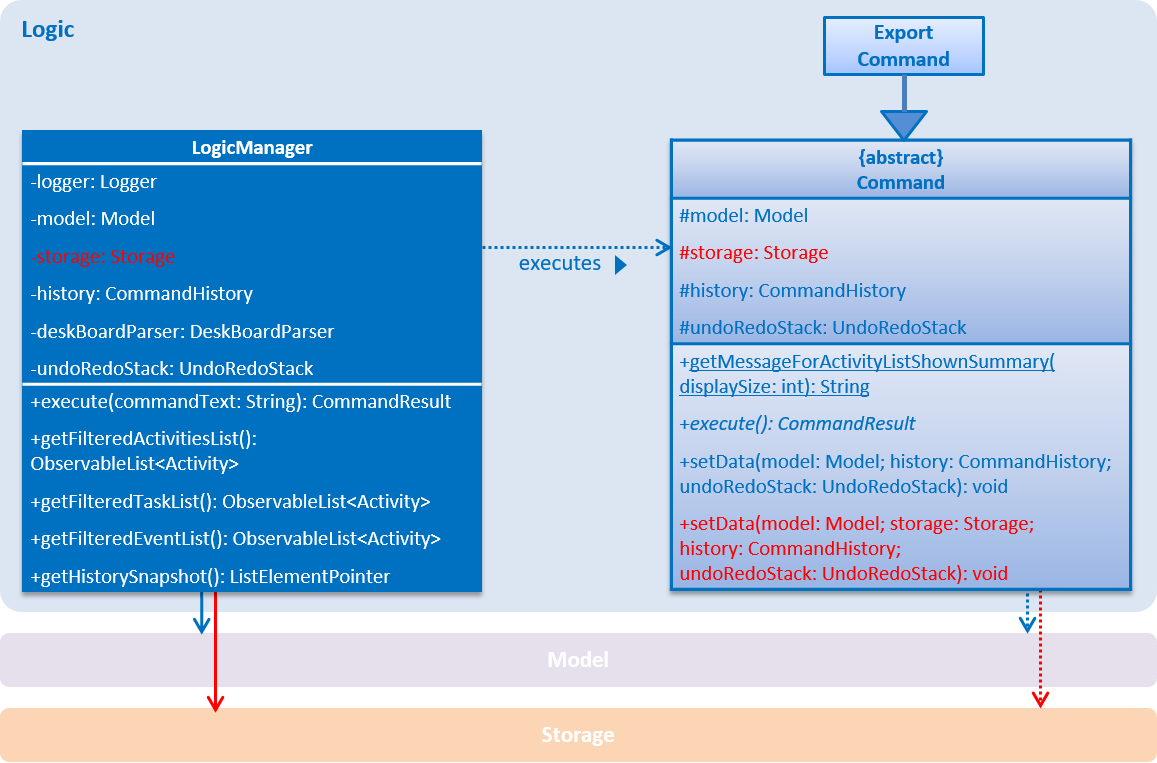 Logic
Export
Command
LogicManager
-logger: Logger
-model: Model
-storage: Storage
-history: CommandHistory
-deskBoardParser: DeskBoardParser
-undoRedoStack: UndoRedoStack
+execute(commandText: String): CommandResult
+getFilteredActivitiesList():
ObservableList<Activity>
+getFilteredTaskList(): ObservableList<Activity>
+getFilteredEventList(): ObservableList<Activity>
+getHistorySnapshot(): ListElementPointer
executes
{abstract}
Command
#model: Model
#storage: Storage
#history: CommandHistory
#undoRedoStack: UndoRedoStack
+getMessageForActivityListShownSummary(
displaySize: int): String
+execute(): CommandResult
+setData(model: Model; history: CommandHistory;
undoRedoStack: UndoRedoStack): void
+setData(model: Model; storage: Storage;
history: CommandHistory;
undoRedoStack: UndoRedoStack): void
Model
Storage